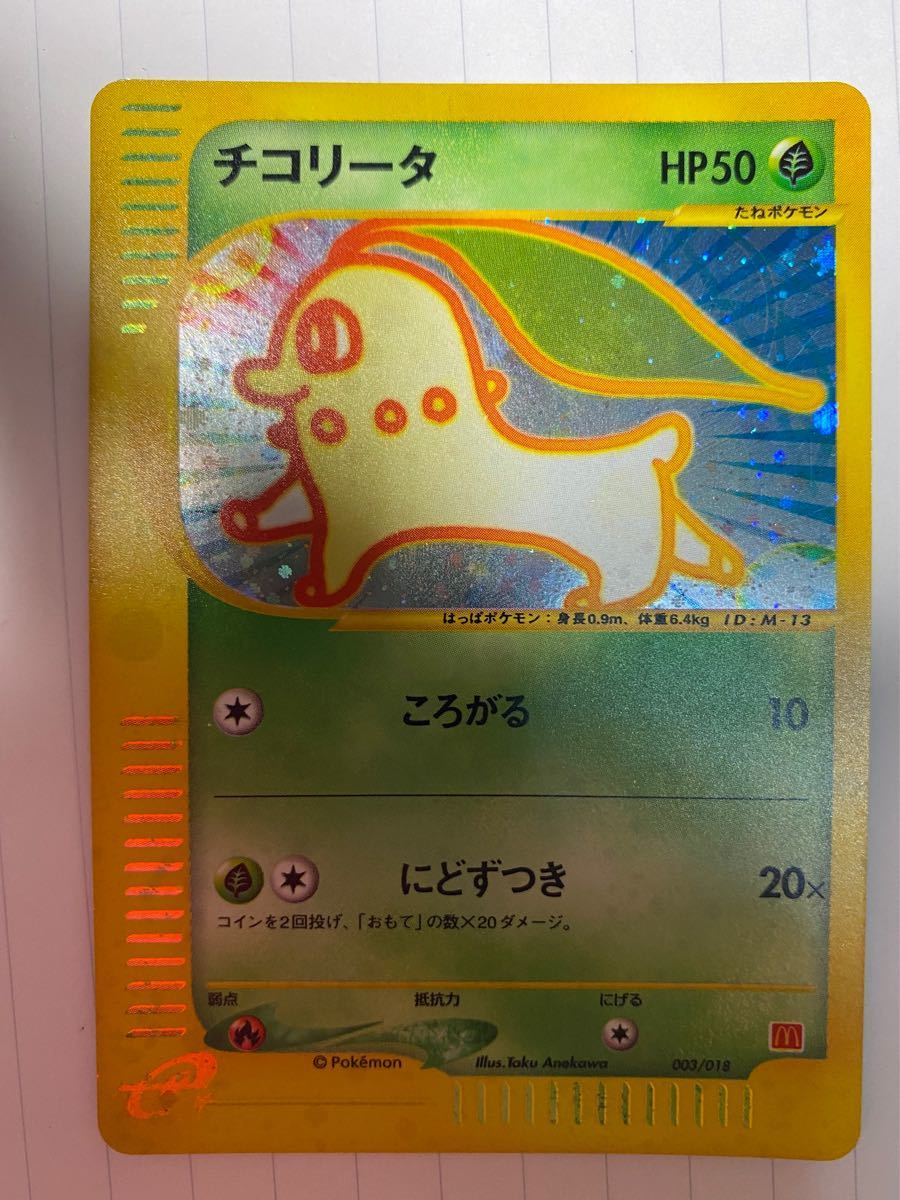 チコリータ HP50
たねポケモン
はっぱポケモン：身長0.9m、体重6.4kg ID:M-13
ころがる 10
にどずつき 20×
コインを2回投げ、「おもて」の数×20ダメージ。
弱点 抵抗力 にげる
©Pokémon Illus.Taku Anekawa 003/018